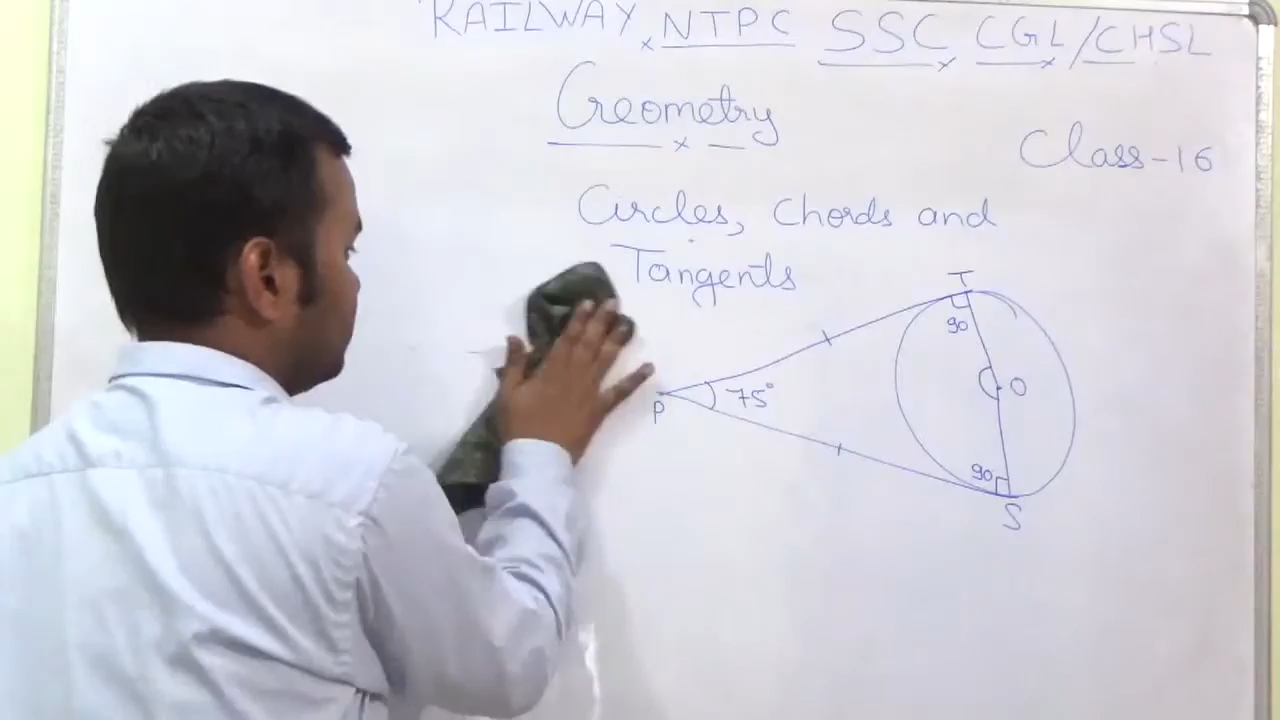 RAILWAY NTPC SSC CGL/CHSL
Geometry
Class-16
Circles, Chords and
Tangents
T
90
75°
O
P
90
S